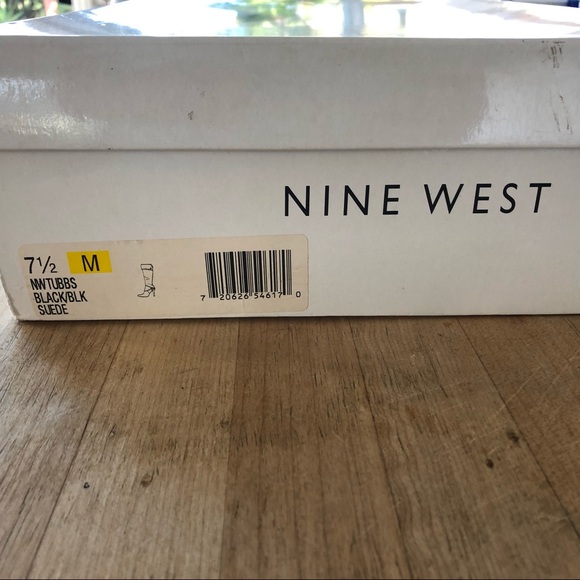 NINE WEST
7½ M
NWTUBBS
BLACK/BLK
SUEDE
7 20626 54617 0